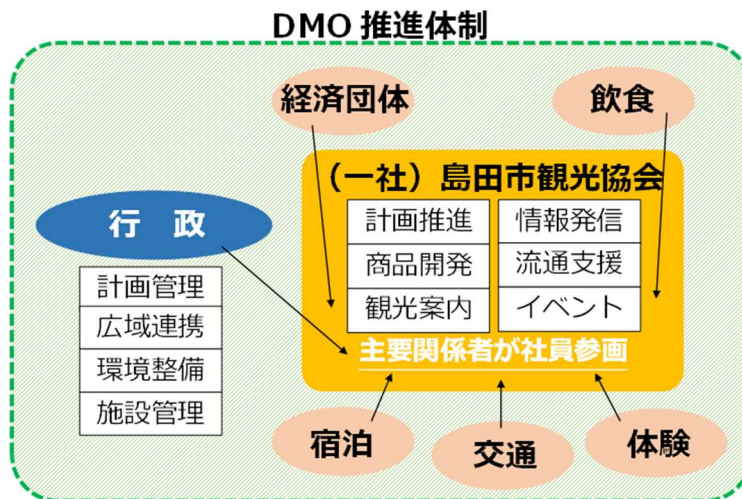 DMO 推進体制
経済団体
飲食
（一社）島田市観光協会
行　政
計画推進
情報発信
商品開発
流通支援
観光案内
イベント
主要関係者が社員参画
計画管理
広域連携
環境整備
施設管理
宿泊
交通
体験